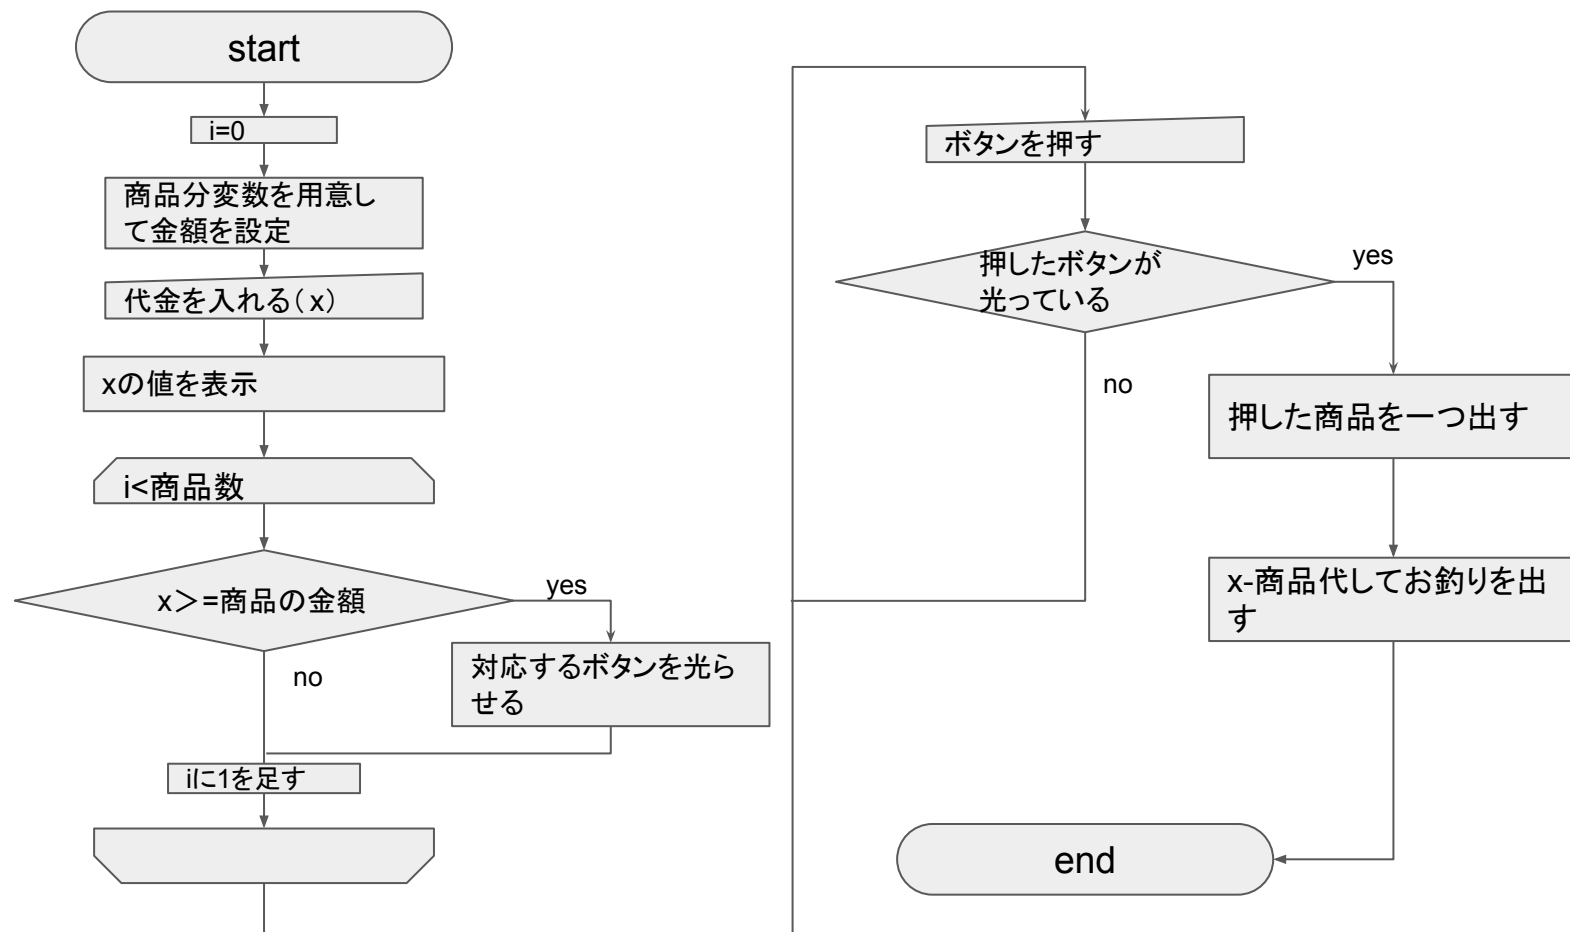 start
i=0
商品分変数を用意し
て金額を設定
代金を入れる（x）
xの値を表示
i<商品数
x＞=商品の金額
yes
no
対応するボタンを光ら
せる
iに1を足す
ボタンを押す
押したボタンが
光っている
yes
no
押した商品を一つ出す
x-商品代してお釣りを出
す
end